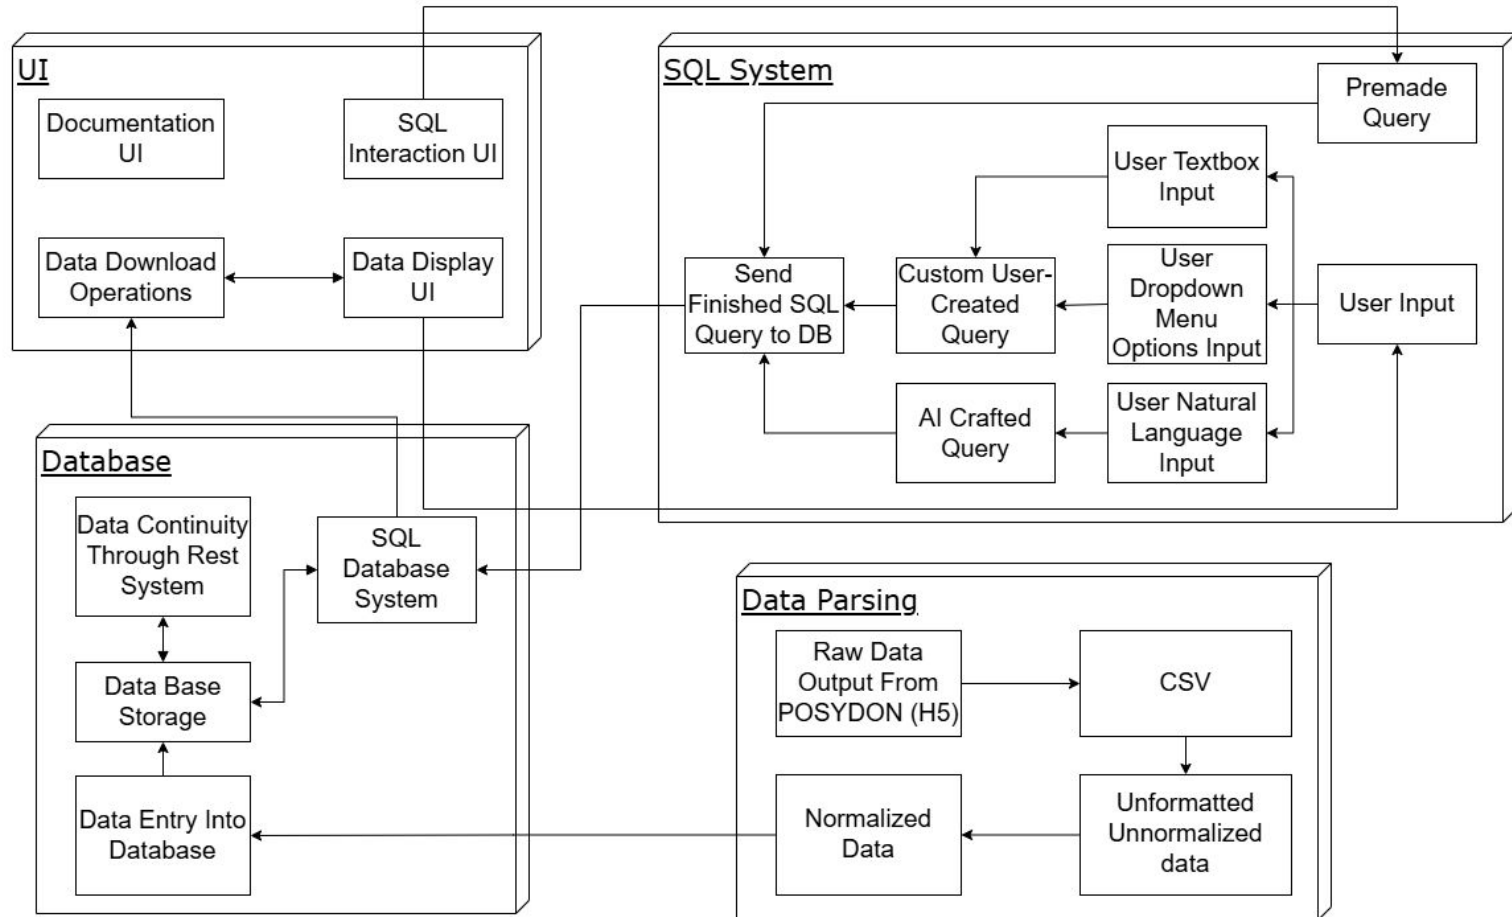 UI
Documentation
UI
SQL
Interaction UI
Data Download
Operations
Data Display
UI
SQL System
Premade
Query
User Textbox
Input
Send
Finished SQL
Query to DB
Custom User-
Created
Query
User
Dropdown
Menu
Options Input
User Input
AI Crafted
Query
User Natural
Language
Input
Database
Data Continuity
Through Rest
System
SQL
Database
System
Data Base
Storage
Data Entry Into
Database
Data Parsing
Raw Data
Output From
POSYDON (H5)
CSV
Normalized
Data
Unformatted
Unnormalized
data